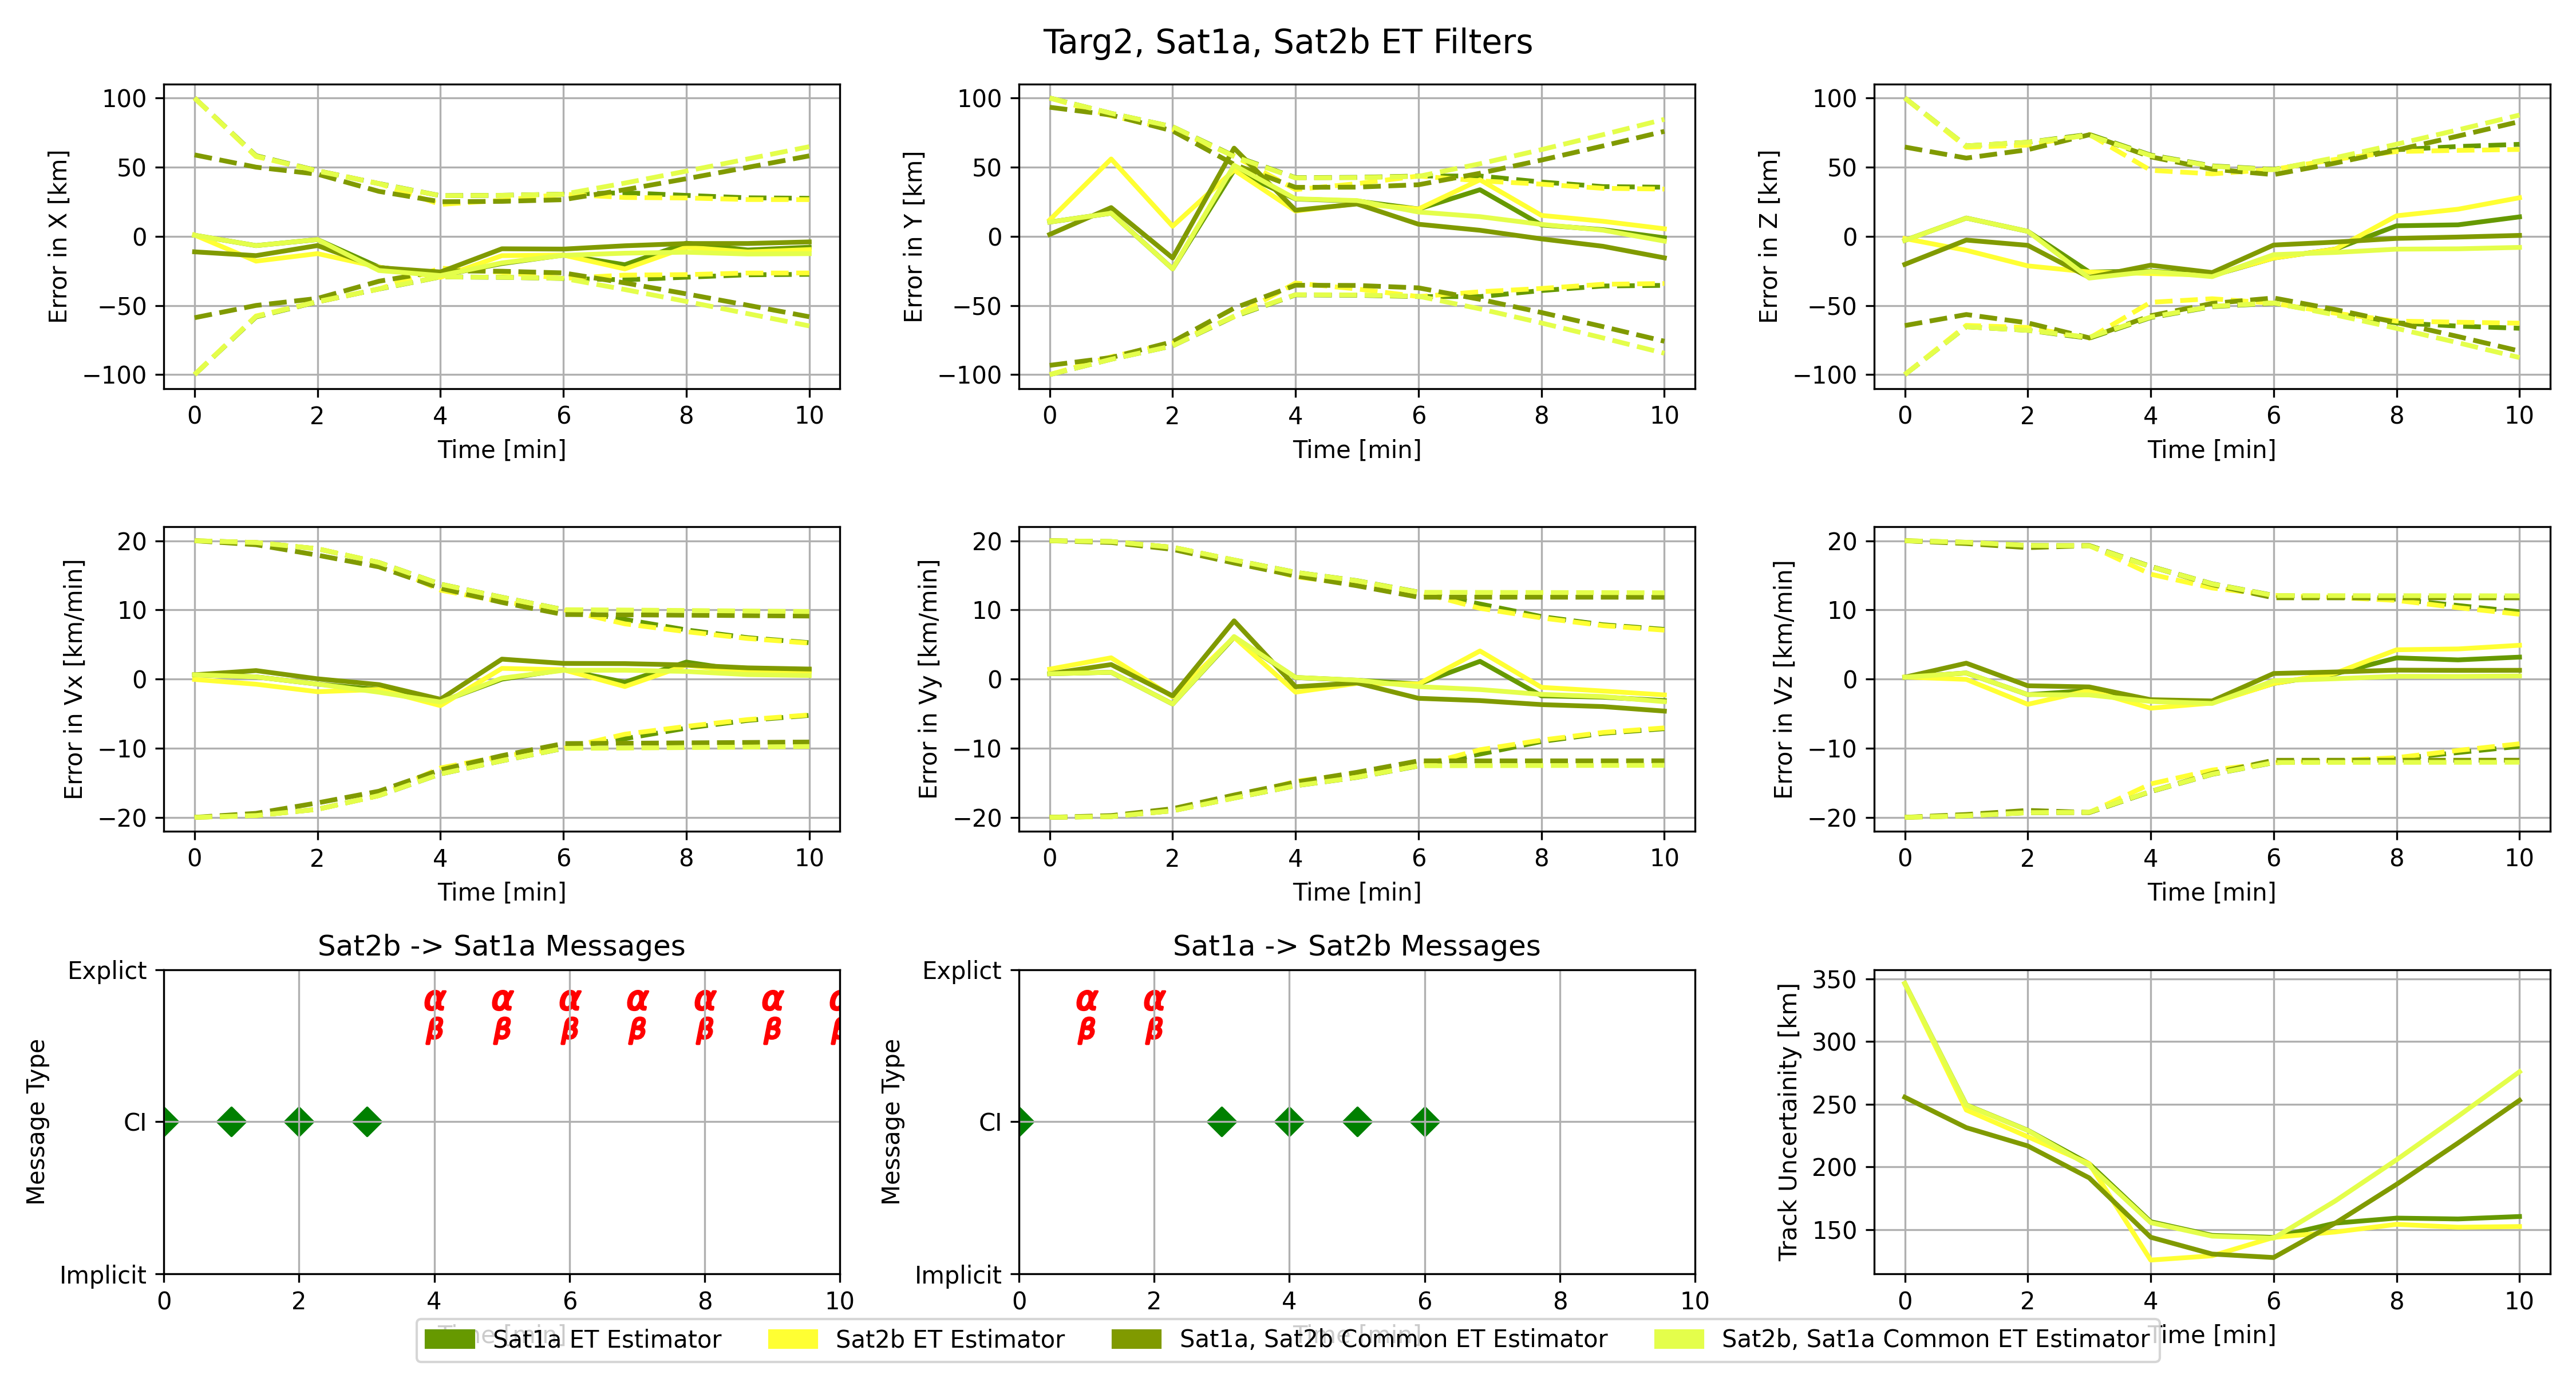 Targ2, Sat1a, Sat2b ET Filters
Error in X [km]
100
50
0
−50
−100
0 2 4 6 8 10
Time [min]
Error in Y [km]
100
50
0
−50
−100
0 2 4 6 8 10
Time [min]
Error in Z [km]
100
50
0
−50
−100
0 2 4 6 8 10
Time [min]
Error in Vx [km/min]
20
10
0
−10
−20
0 2 4 6 8 10
Time [min]
Error in Vy [km/min]
20
10
0
−10
−20
0 2 4 6 8 10
Time [min]
Error in Vz [km/min]
20
10
0
−10
−20
0 2 4 6 8 10
Time [min]
Sat2b -> Sat1a Messages
Message Type
Explict
α α α α α α α
β β β β β β β
CI
Implicit
0 2 4 6 8 10
Time [min]
Sat1a -> Sat2b Messages
Message Type
Explict
α α
β β
CI
Implicit
0 2 4 6 8 10
Time [min]
Track Uncertainity [km]
350
300
250
200
150
0 2 4 6 8 10
Time [min]
Sat1a ET Estimator
Sat2b ET Estimator
Sat1a, Sat2b Common ET Estimator
Sat2b, Sat1a Common ET Estimator